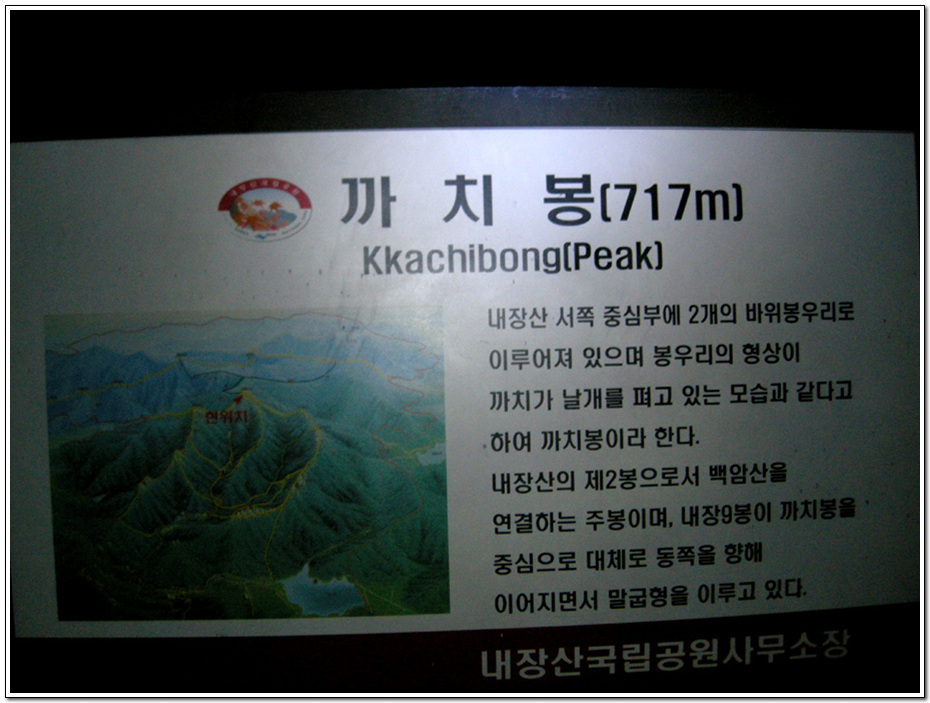 까 치 봉(717m)
Kkachibong(Peak)
내장산 서쪽 중심부에 2개의 바위봉우리로
이루어져 있으며 봉우리의 형상이
까치가 날개를 펴고 있는 모습과 같다고
하여 까치봉이라 한다.
내장산의 제2봉으로서 백암산을
연결하는 주봉이며, 내장9봉이 까치봉을
중심으로 대체로 동쪽을 향해
이어지면서 말굽형을 이루고 있다.
현위치
내장산국립공원사무소장